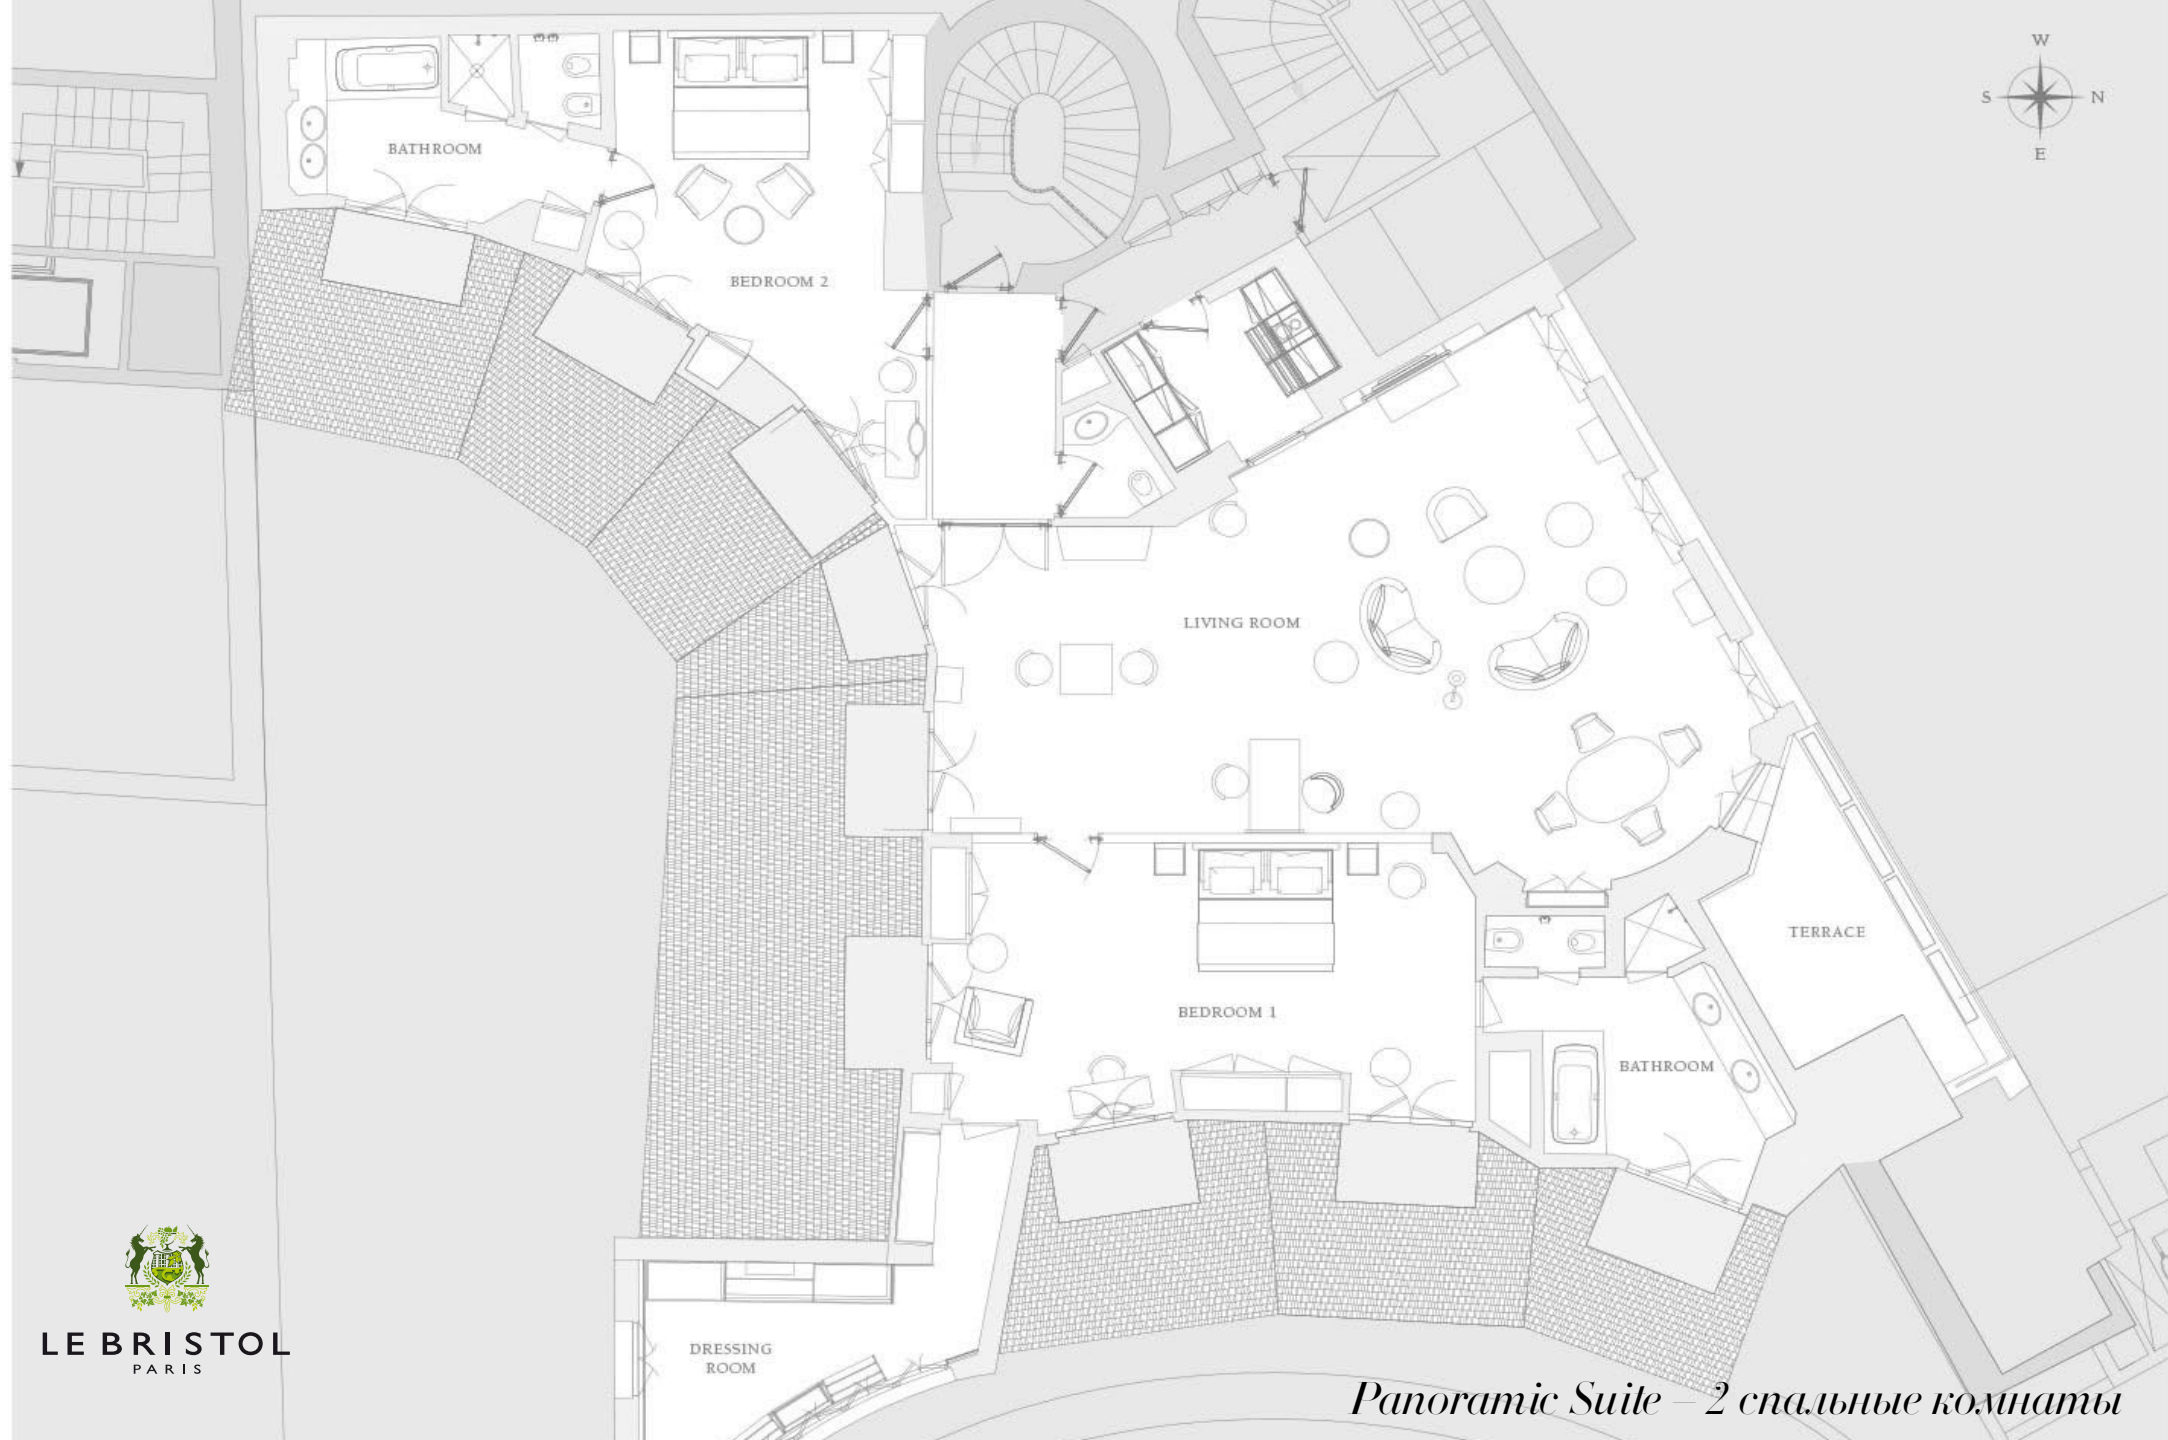 W
S N
E
BATHROOM
BEDROOM 2
LIVING ROOM
TERRACE
BEDROOM 1
BATHROOM
DRESSING
ROOM
LE BRISTOL
PARIS
Panoramic Suite – 2 спальные комнаты